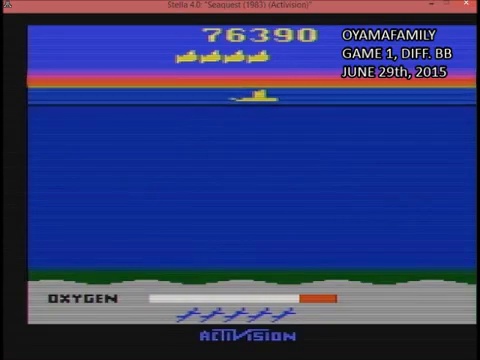 Stella 4.0: "Seaquest (1983) (Activision)"
76390
OYAMAFAMILY
GAME 1, DIFF. BB
JUNE 29th, 2015
OXYGEN
ACTIVISION